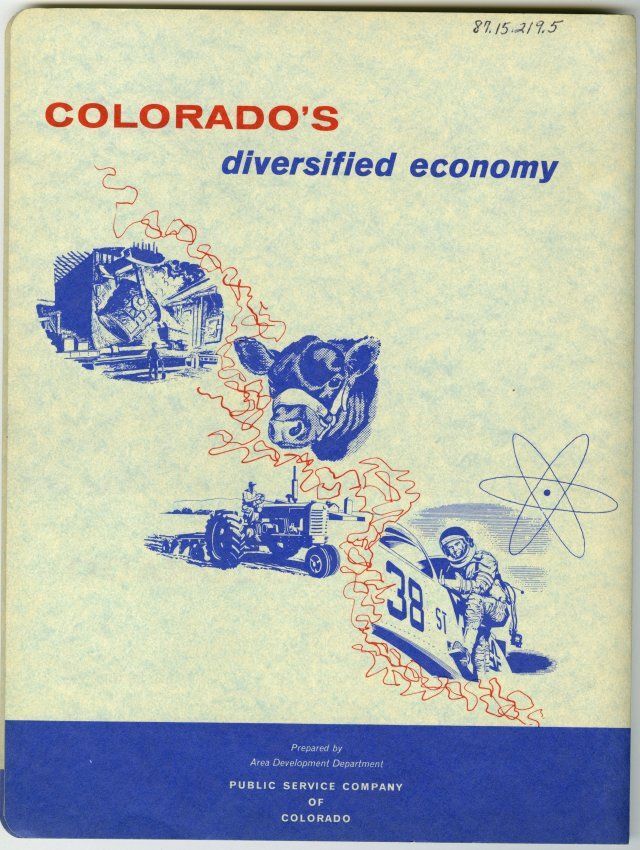 87.15.219.5
COLORADO'S
diversified economy
38 ST
Prepared by
Area Development Department
PUBLIC SERVICE COMPANY
OF
COLORADO